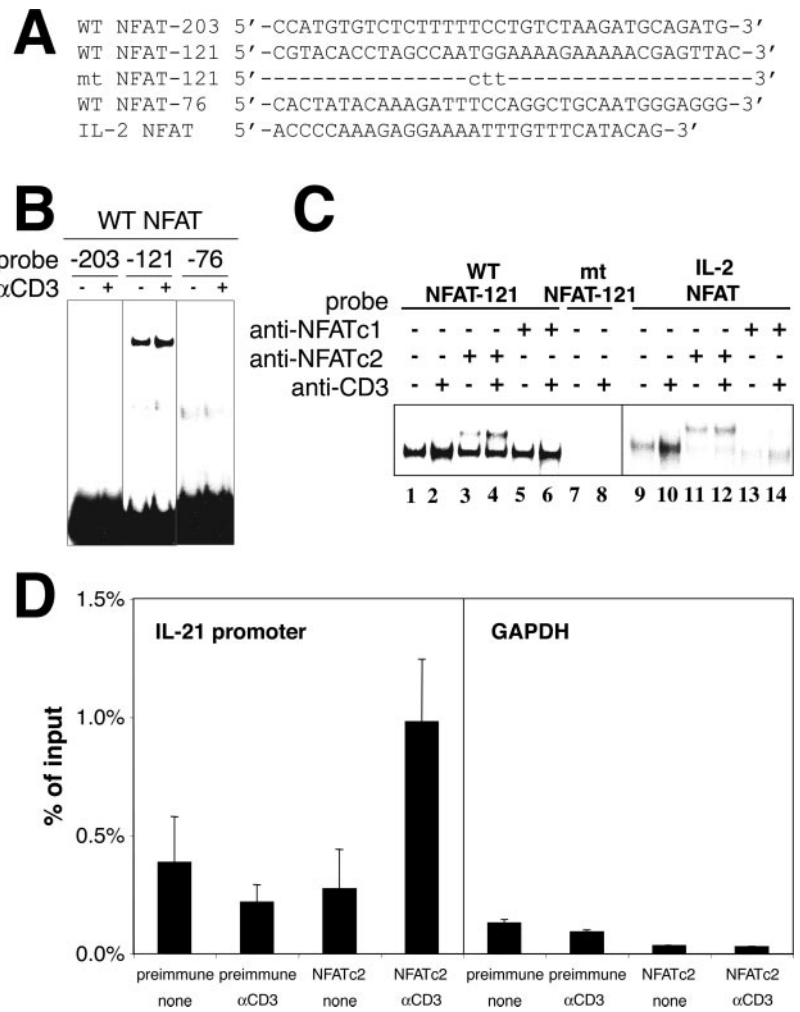 A
WT NFAT-203 5′-CCATGTGTCTCTTTTTCCTGTCTAAGATGCAGATG-3′
WT NFAT-121 5′-CGTACACCTAGCCAATGGAAAAGAAAAACGAGTTAC-3′
mt NFAT-121 5′----------------ctt------------------3′
WT NFAT-76 5′-CACTATACAAAGATTTCCAGGCTGCAATGGGAGGG-3′
IL-2 NFAT 5′-ACCCCAAAGAGGAAAATTTGTTTCATACAG-3′
B
WT NFAT
probe -203 -121 -76
αCD3 - + - + - +
C
WT mt IL-2
probe NFAT-121 NFAT-121 NFAT
anti-NFATc1 - - - - + + - - - - - - + +
anti-NFATc2 - - + + - - - - - - + + - -
anti-CD3 - + - + - + - + - + - + - +
1 2 3 4 5 6 7 8 9 10 11 12 13 14
D
IL-21 promoter GAPDH
% of input
1.5%
1.0%
0.5%
0.0%
preimmune preimmune NFATc2 NFATc2 preimmune preimmune NFATc2 NFATc2
none αCD3 none αCD3 none αCD3 none αCD3